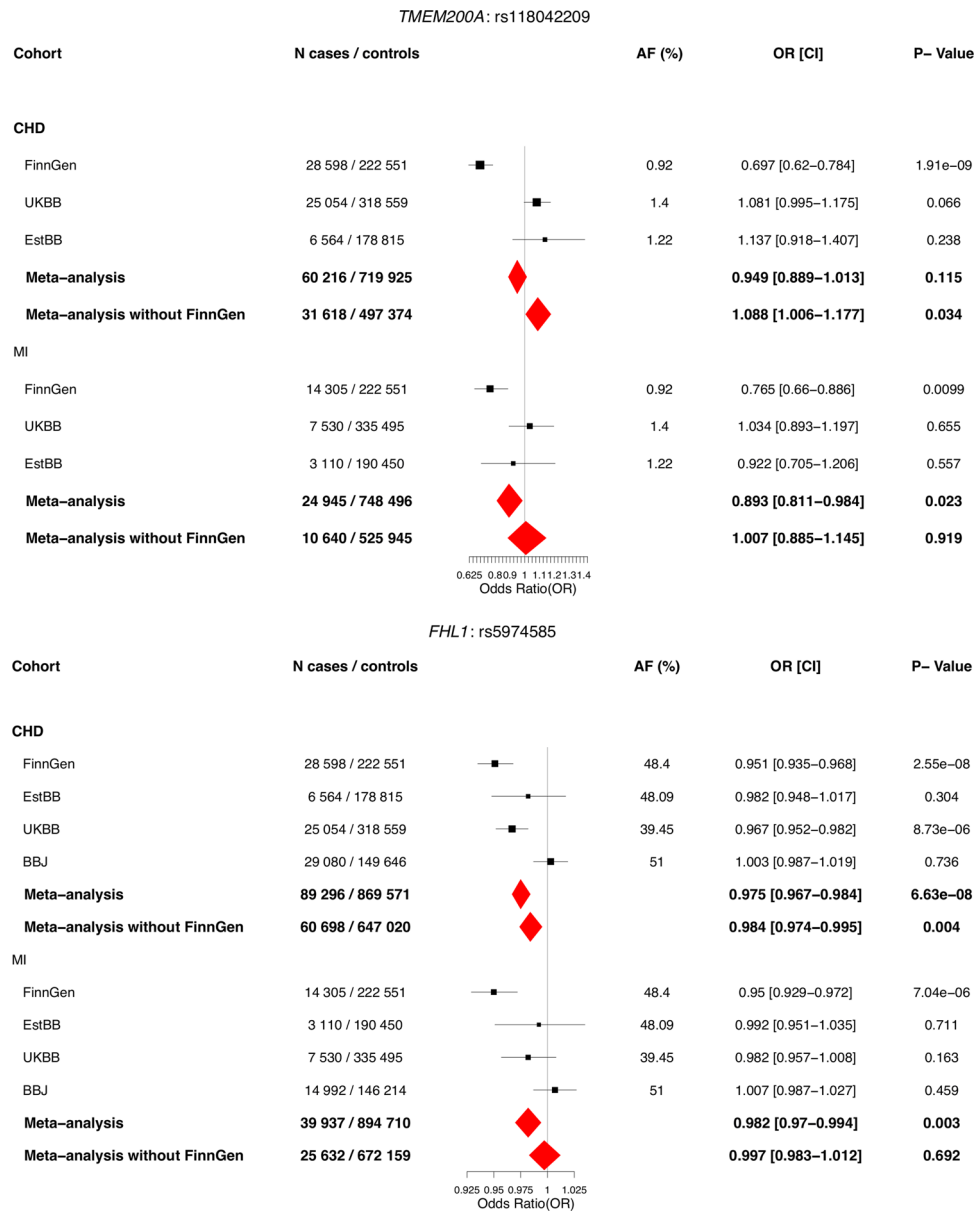 TMEM200A: rs118042209
Cohort N cases / controls AF (%) OR [CI] P− Value
CHD
FinnGen 28 598 / 222 551 0.92 0.697 [0.62−0.784] 1.91e−09
UKBB 25 054 / 318 559 1.4 1.081 [0.995−1.175] 0.066
EstBB 6 564 / 178 815 1.22 1.137 [0.918−1.407] 0.238
Meta−analysis 60 216 / 719 925 0.949 [0.889−1.013] 0.115
Meta−analysis without FinnGen 31 618 / 497 374 1.088 [1.006−1.177] 0.034
MI
FinnGen 14 305 / 222 551 0.92 0.765 [0.66−0.886] 0.0099
UKBB 7 530 / 335 495 1.4 1.034 [0.893−1.197] 0.655
EstBB 3 110 / 190 450 1.22 0.922 [0.705−1.206] 0.557
Meta−analysis 24 945 / 748 496 0.893 [0.811−0.984] 0.023
Meta−analysis without FinnGen 10 640 / 525 945 1.007 [0.885−1.145] 0.919
0.625 0.8 0.9 1 1.1 1.2 1.3 1.4
Odds Ratio(OR)
FHL1: rs5974585
Cohort N cases / controls AF (%) OR [CI] P− Value
CHD
FinnGen 28 598 / 222 551 48.4 0.951 [0.935−0.968] 2.55e−08
EstBB 6 564 / 178 815 48.09 0.982 [0.948−1.017] 0.304
UKBB 25 054 / 318 559 39.45 0.967 [0.952−0.982] 8.73e−06
BBJ 29 080 / 149 646 51 1.003 [0.987−1.019] 0.736
Meta−analysis 89 296 / 869 571 0.975 [0.967−0.984] 6.63e−08
Meta−analysis without FinnGen 60 698 / 647 020 0.984 [0.974−0.995] 0.004
MI
FinnGen 14 305 / 222 551 48.4 0.95 [0.929−0.972] 7.04e−06
EstBB 3 110 / 190 450 48.09 0.992 [0.951−1.035] 0.711
UKBB 7 530 / 335 495 39.45 0.982 [0.957−1.008] 0.163
BBJ 14 992 / 146 214 51 1.007 [0.987−1.027] 0.459
Meta−analysis 39 937 / 894 710 0.982 [0.97−0.994] 0.003
Meta−analysis without FinnGen 25 632 / 672 159 0.997 [0.983−1.012] 0.692
0.925 0.95 0.975 1 1.025
Odds Ratio(OR)